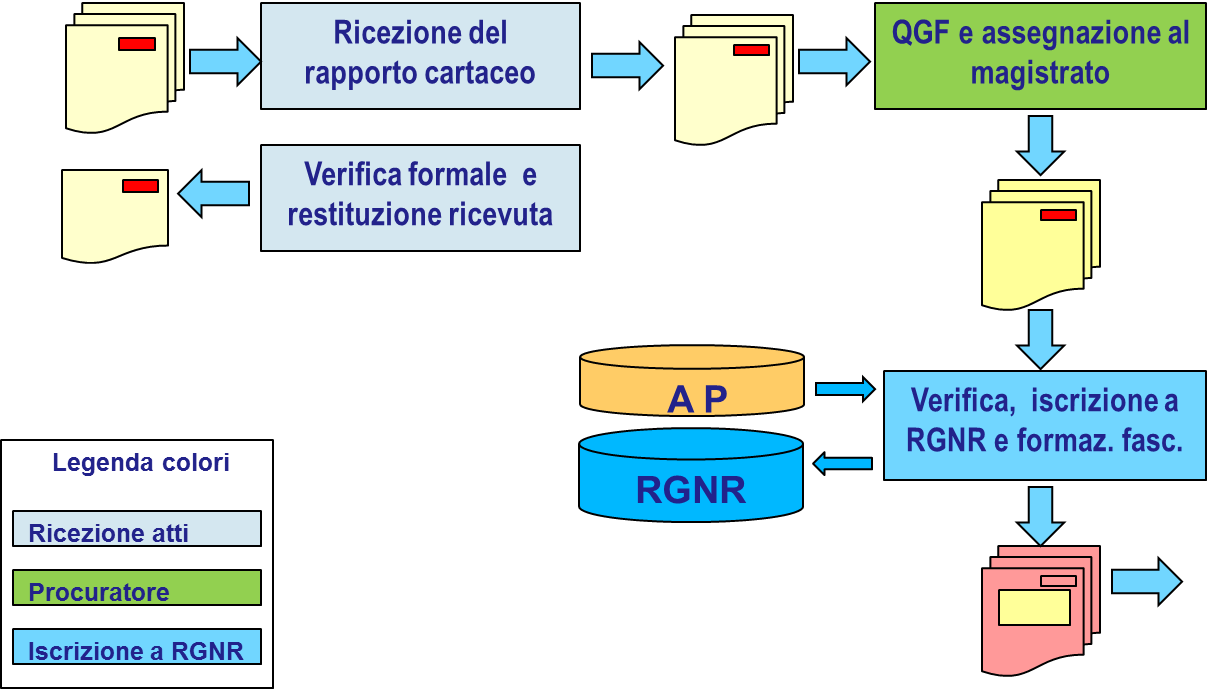 Ricezione del
rapporto cartaceo
QGF e assegnazione al
magistrato
Verifica formale e
restituzione ricevuta
A P
Verifica, iscrizione a
RGNR e formaz. fasc.
RGNR
Legenda colori
Ricezione atti
Procuratore
Iscrizione a RGNR